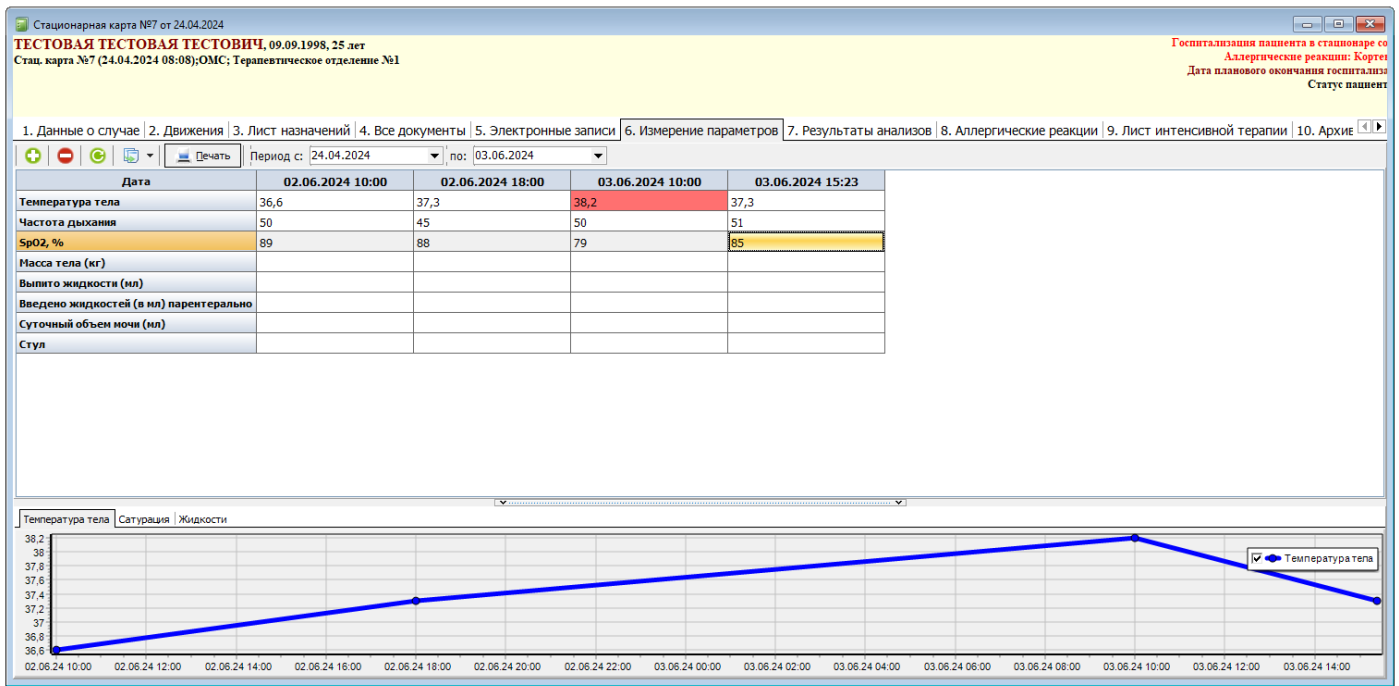 Стационарная карта №7 от 24.04.2024
ТЕСТОВАЯ ТЕСТОВАЯ ТЕСТОВИЧ, 09.09.1998, 25 лет
Стац. карта №7 (24.04.2024 08:08);ОМС; Терапевтическое отделение №1
Госпитализация пациента в стационаре со
Аллергические реакции: Корте
Дата планового окончания госпитализа
Статус пациент
1. Данные о случае 2. Движения 3. Лист назначений 4. Все документы 5. Электронные записи 6. Измерение параметров 7. Результаты анализов 8. Аллергические реакции 9. Лист интенсивной терапии 10. Архив
Печать Период с: 24.04.2024 по: 03.06.2024
Дата 02.06.2024 10:00 02.06.2024 18:00 03.06.2024 10:00 03.06.2024 15:23
Температура тела 36,6 37,3 38,2 37,3
Частота дыхания 50 45 50 51
SpO2, % 89 88 79 85
Масса тела (кг)
Выпито жидкости (мл)
Введено жидкостей (в мл) парентерально
Суточный объем мочи (мл)
Стул
Температура тела Сатурация Жидкости
38,2
38
37,8
37,6
37,4
37,2
37
36,8
36,6
Температура тела
02.06.24 10:00 02.06.24 12:00 02.06.24 14:00 02.06.24 16:00 02.06.24 18:00 02.06.24 20:00 02.06.24 22:00 03.06.24 00:00 03.06.24 02:00 03.06.24 04:00 03.06.24 06:00 03.06.24 08:00 03.06.24 10:00 03.06.24 12:00 03.06.24 14:00